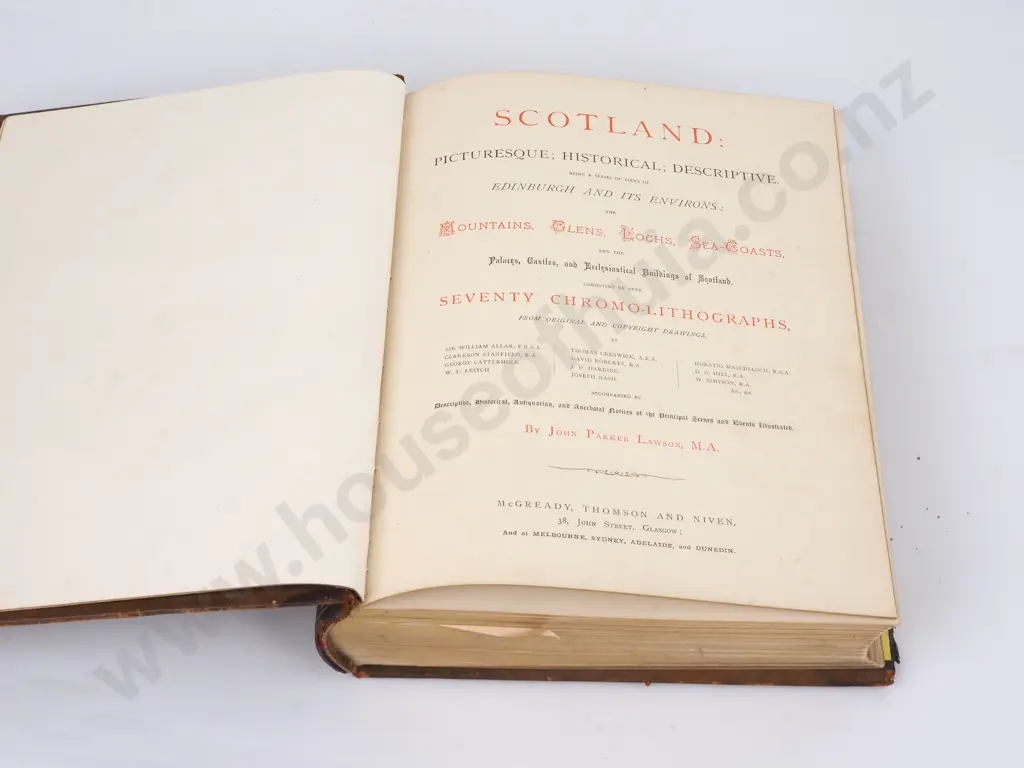 SCOTLAND:
PICTURESQUE; HISTORICAL; DESCRIPTIVE.
BEING A SERIES OF VIEWS OF
EDINBURGH AND ITS ENVIRONS:
THE
MOUNTAINS, GLENS, LOCHS, SEA-COASTS,
AND THE
Palaces, Castles, and Ecclesiastical Buildings of Scotland.
CONSISTING OF OVER
SEVENTY CHROMO-LITHOGRAPHS,
FROM ORIGINAL AND COPYRIGHT DRAWINGS,
BY
SIR WILLIAM ALLAN,
CLARKSON STANFIELD, R.A.
GEORGE CATTERMOLE
W. L. LEITCH
THOMAS CRESWICK, A.R.A.
DAVID ROBERTS, R.A.
J. D. HARDING.
JOSEPH NASH.
HORATIO MACCULLOCH, R.S.A.
D. O. HILL, R.A.
W. SIMPSON, R.A.
&c., &c.
ACCOMPANIED BY
Descriptive, Historical, Antiquarian, and Anecdotal Notices of the Principal Scenes and Events Illustrated.
BY JOHN PARKER LAWSON, M.A.
McGREADY, THOMSON AND NIVEN,
38, JOHN STREET, GLASGOW;
And at MELBOURNE, SYDNEY, ADELAIDE, and DUNEDIN.
www.houseofhuia.co.nz